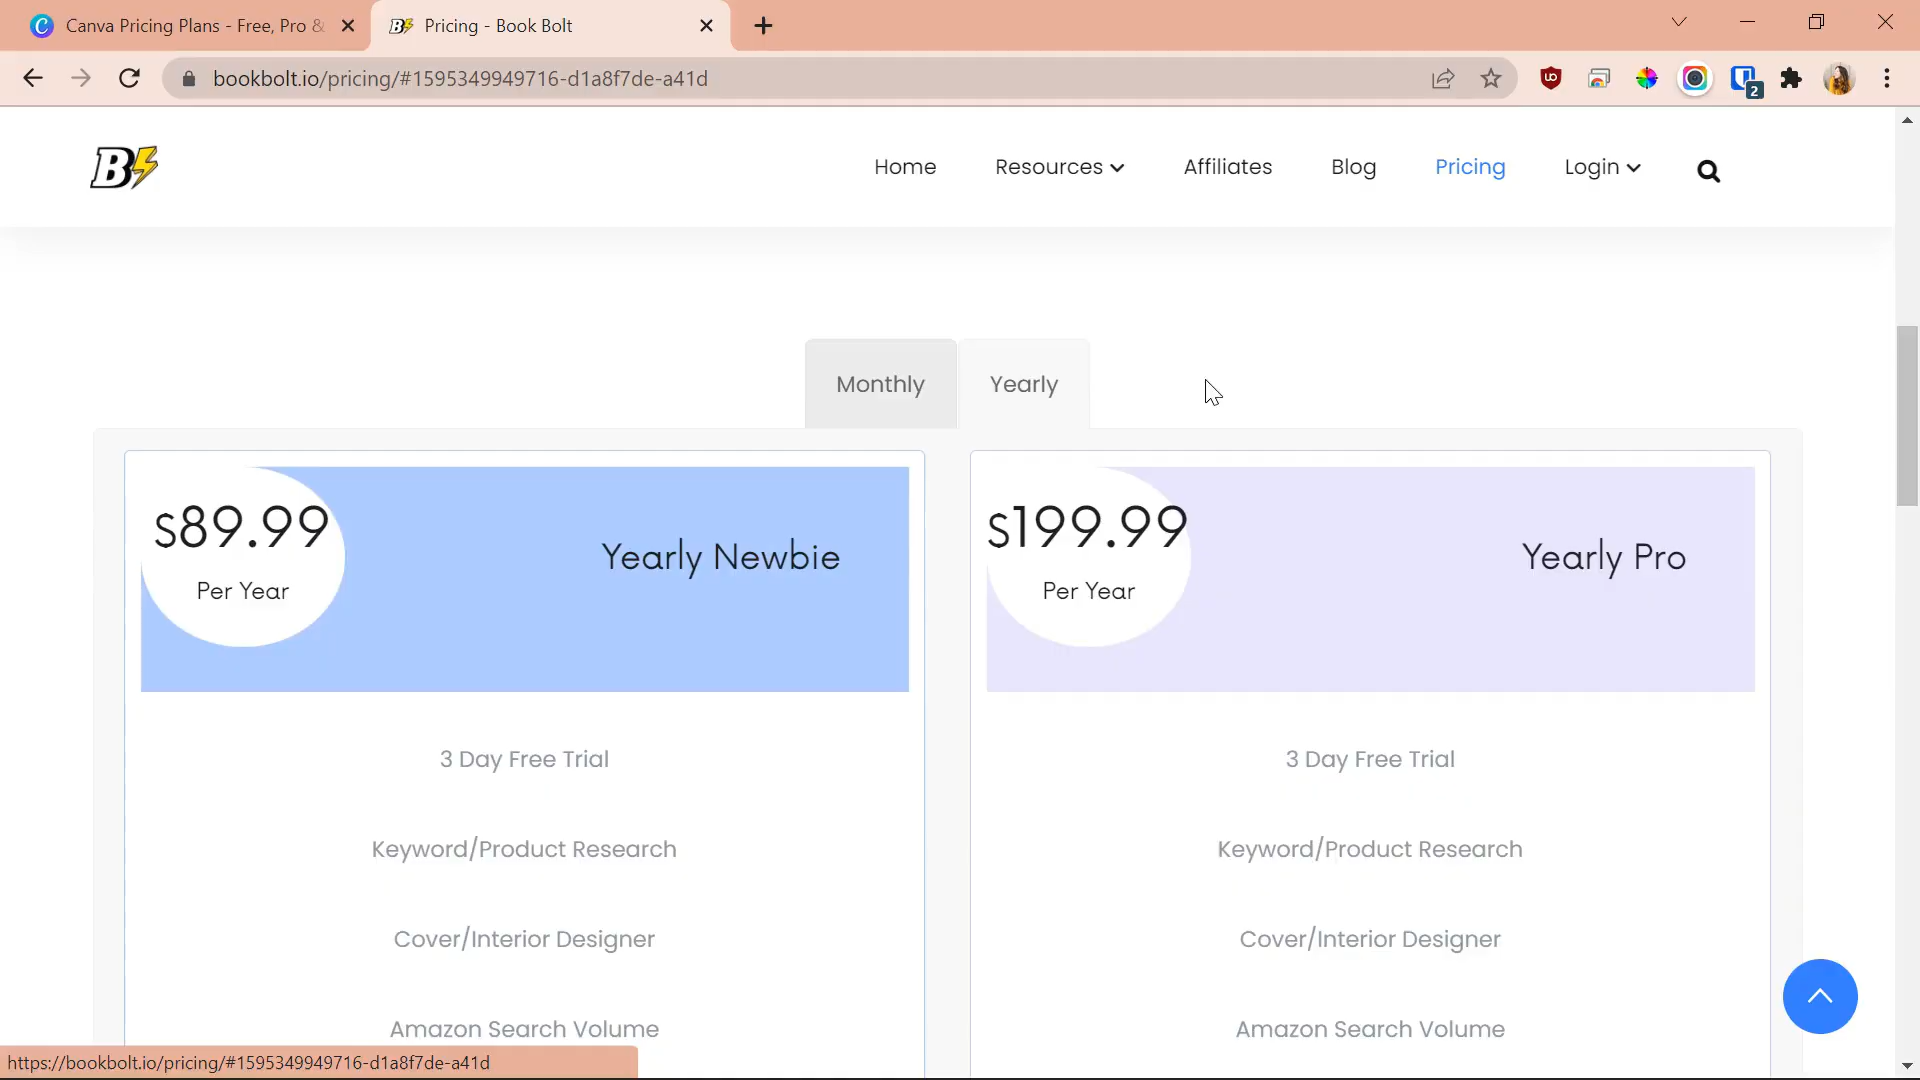 Canva Pricing Plans - Free, Pro &
Pricing - Book Bolt
bookbolt.io/pricing/#1595349949716-d1a8f7de-a41d
2
B
Home
Resources
Affiliates
Blog
Pricing
Login
Monthly
Yearly
$89.99
Per Year
Yearly Newbie
3 Day Free Trial
Keyword/Product Research
Cover/Interior Designer
Amazon Search Volume
$199.99
Per Year
Yearly Pro
3 Day Free Trial
Keyword/Product Research
Cover/Interior Designer
Amazon Search Volume
https://bookbolt.io/pricing/#1595349949716-d1a8f7de-a41d